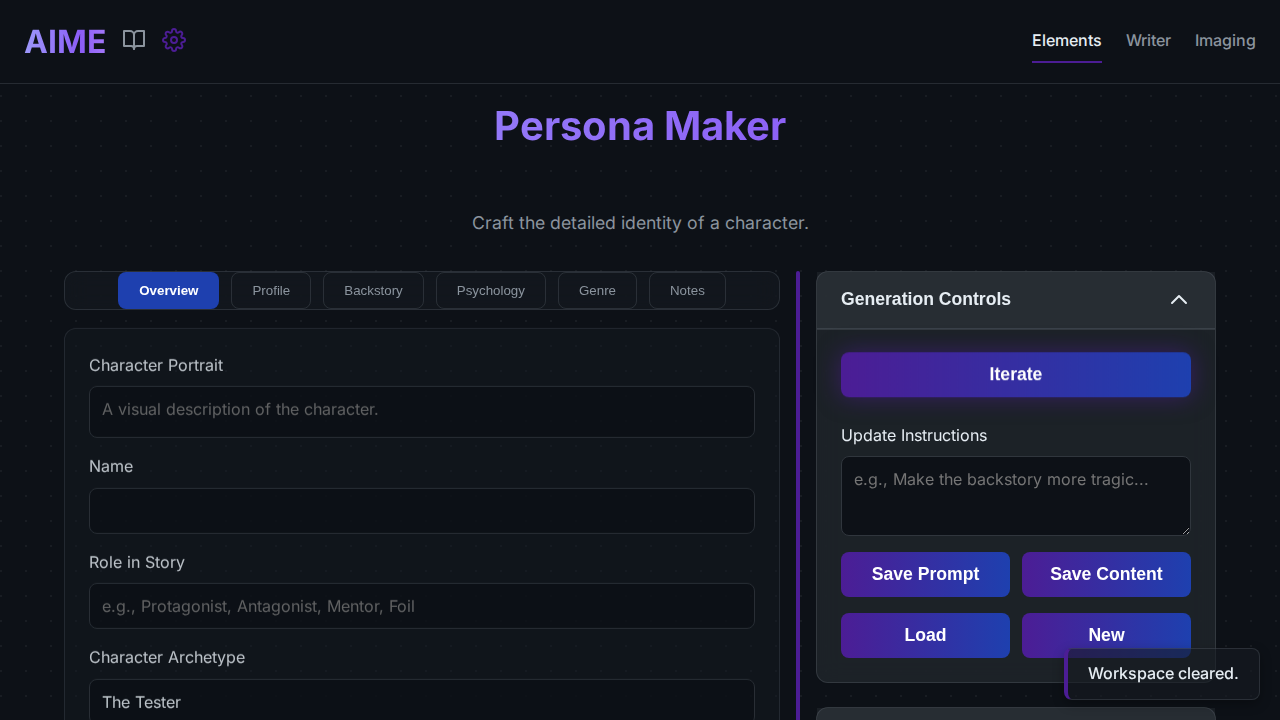 AIME
Elements
Writer
Imaging
Persona Maker
Craft the detailed identity of a character.
Overview
Profile
Backstory
Psychology
Genre
Notes
Character Portrait
A visual description of the character.
Name
Role in Story
e.g., Protagonist, Antagonist, Mentor, Foil
Character Archetype
The Tester
Generation Controls
Iterate
Update Instructions
e.g., Make the backstory more tragic...
Save Prompt
Save Content
Load
New
Workspace cleared.